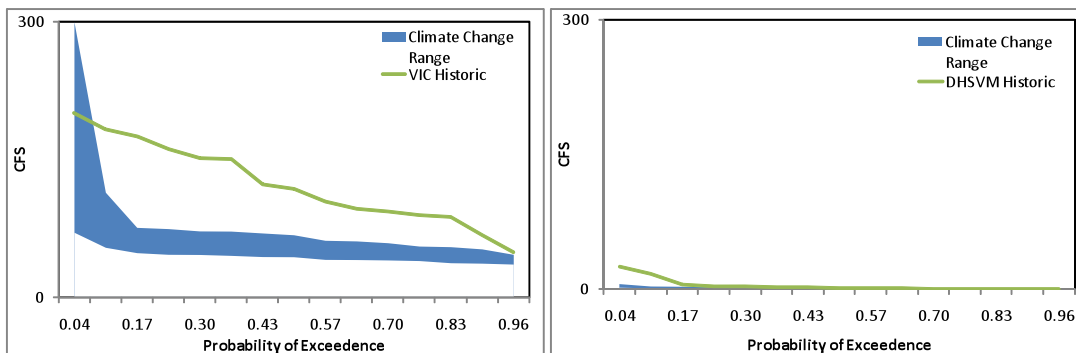 300
Climate Change
Range
VIC Historic
CFS
0
0.04 0.17 0.30 0.43 0.57 0.70 0.83 0.96
Probability of Exceedence
300
Climate Change
Range
DHSVM Historic
CFS
0
0.04 0.17 0.30 0.43 0.57 0.70 0.83 0.96
Probability of Exceedence